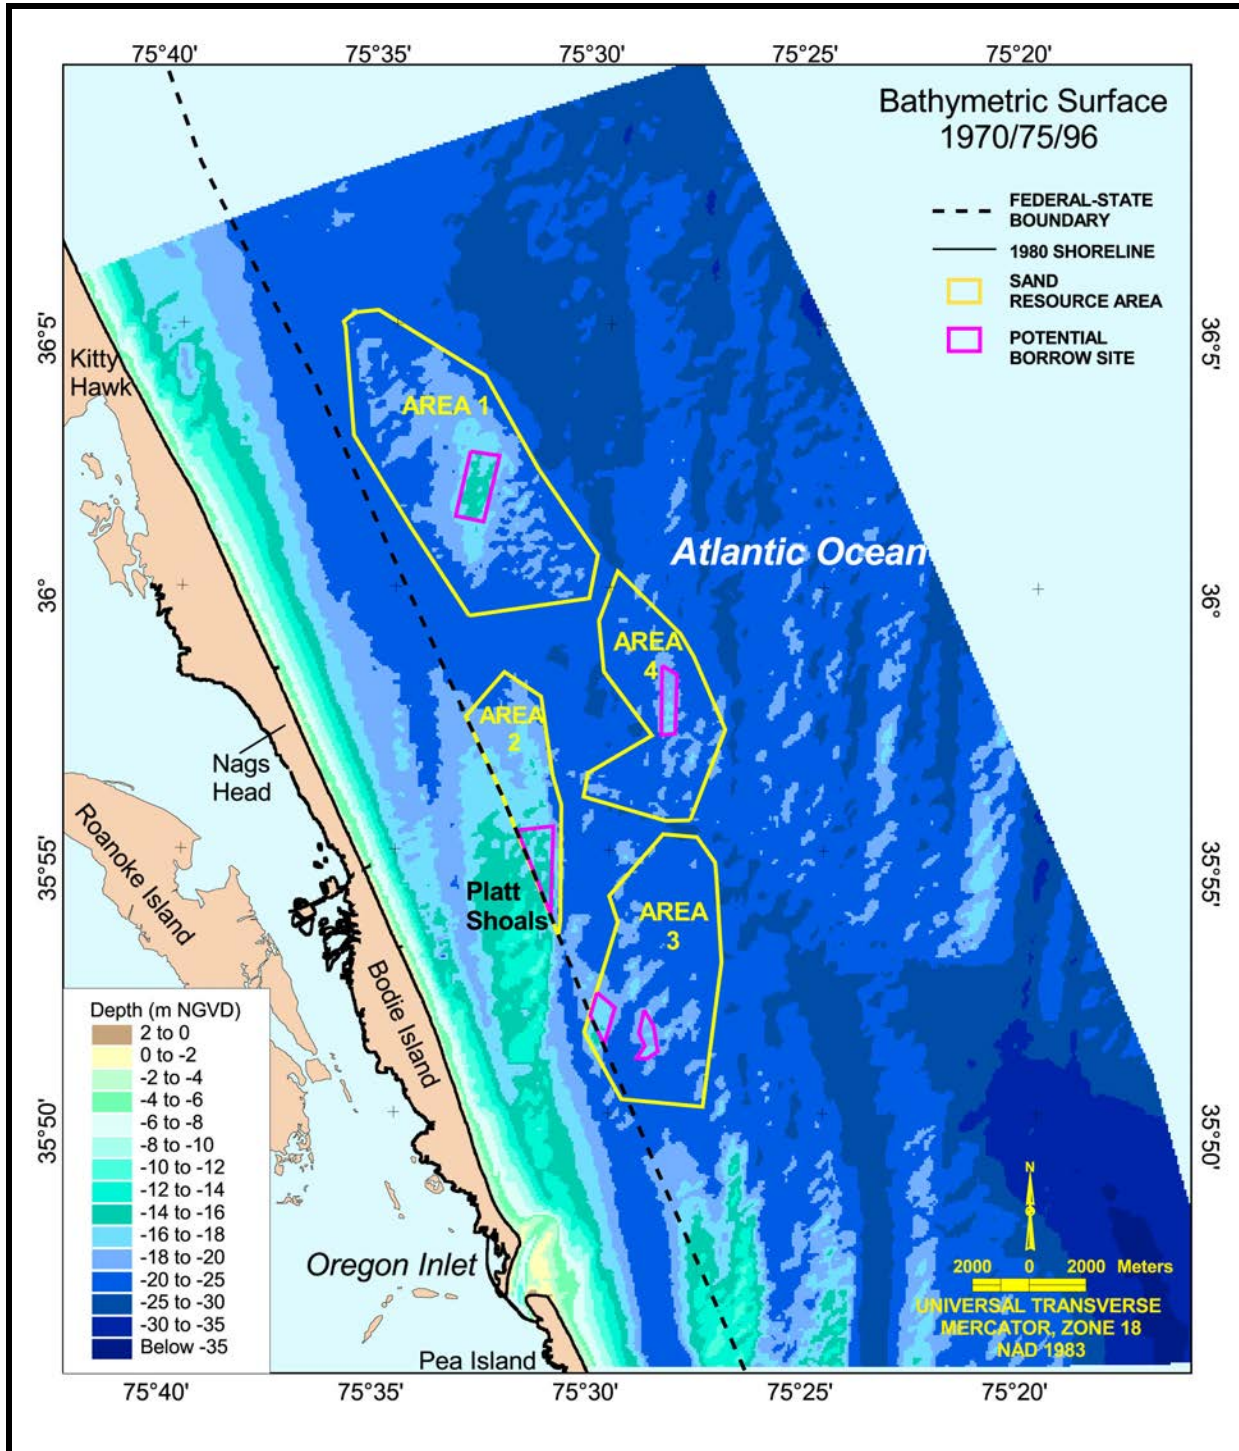 75°40' 75°35' 75°30' 75°25' 75°20'
Bathymetric Surface
1970/75/96
FEDERAL-STATE
BOUNDARY
1980 SHORELINE
SAND
RESOURCE AREA
POTENTIAL
BORROW SITE
36°5'
36°5'
Kitty
Hawk
AREA 1
Atlantic Ocean
36°
36°
AREA
4
AREA
2
Nags
Head
Roanoke Island
35°55'
35°55'
Platt
Shoals
AREA
3
Bodie Island
35°50'
35°50'
Depth (m NGVD)
2 to 0
0 to -2
-2 to -4
-4 to -6
-6 to -8
-8 to -10
-10 to -12
-12 to -14
-14 to -16
-16 to -18
-18 to -20
-20 to -25
-25 to -30
-30 to -35
Below -35
Oregon Inlet
Pea Island
N
2000 0 2000 Meters
UNIVERSAL TRANSVERSE
MERCATOR, ZONE 18
NAD 1983
75°40' 75°35' 75°30' 75°25' 75°20'